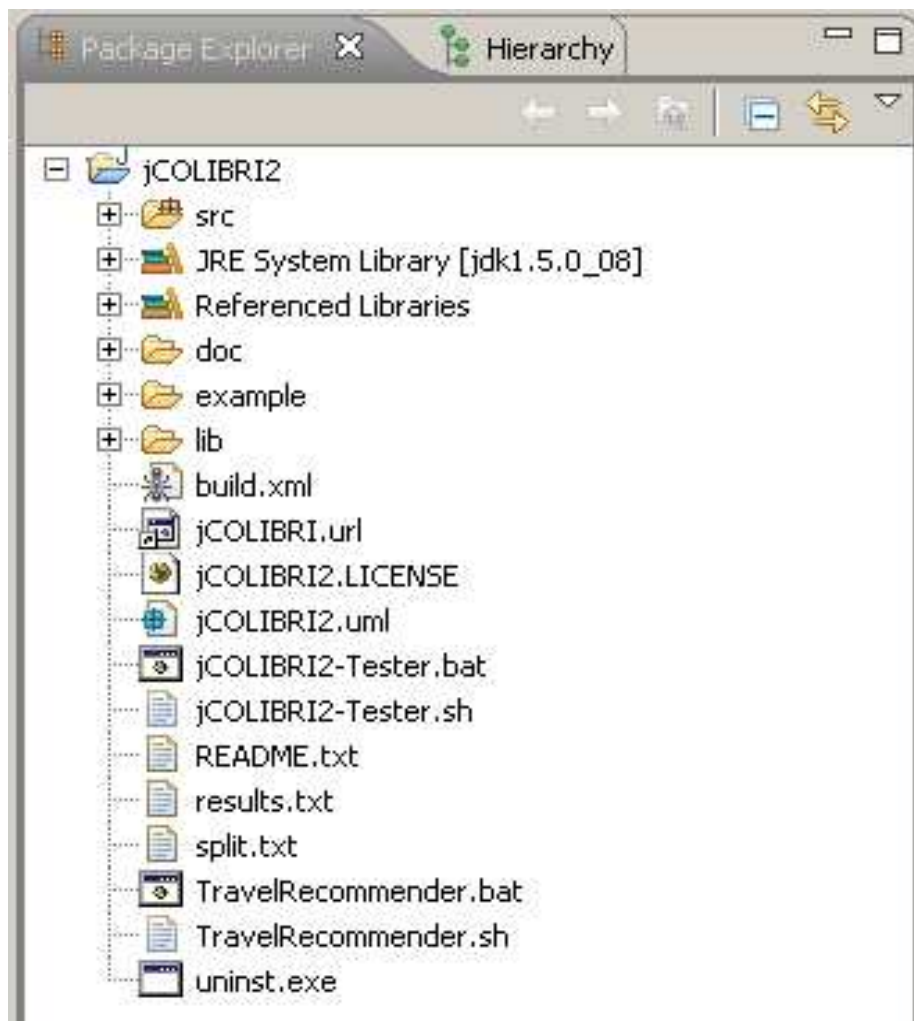 Package Explorer Hierarchy
jCOLIBRI2
src
JRE System Library [jdk1.5.0_08]
Referenced Libraries
doc
example
lib
build.xml
jCOLIBRI.url
jCOLIBRI2.LICENSE
jCOLIBRI2.uml
jCOLIBRI2-Tester.bat
jCOLIBRI2-Tester.sh
README.txt
results.txt
split.txt
TravelRecommender.bat
TravelRecommender.sh
uninst.exe